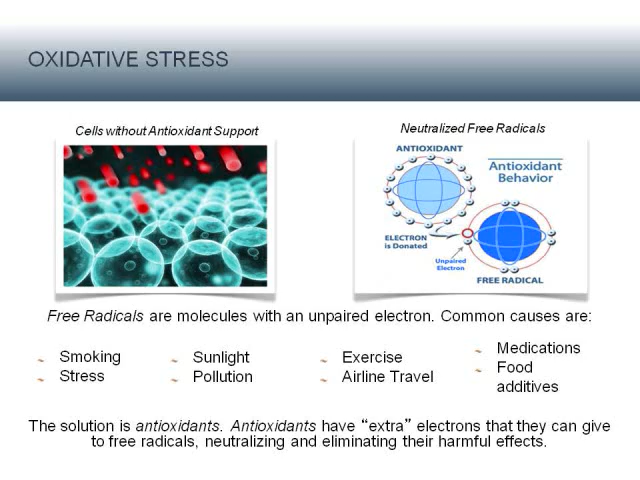 OXIDATIVE STRESS
Cells without Antioxidant Support
Neutralized Free Radicals
ANTIOXIDANT
Antioxidant
Behavior
ELECTRON
is Donated
Unpaired
Electron
FREE RADICAL
Free Radicals are molecules with an unpaired electron. Common causes are:
Smoking
Stress
Sunlight
Pollution
Exercise
Airline Travel
Medications
Food
additives
The solution is antioxidants. Antioxidants have “extra” electrons that they can give
to free radicals, neutralizing and eliminating their harmful effects.